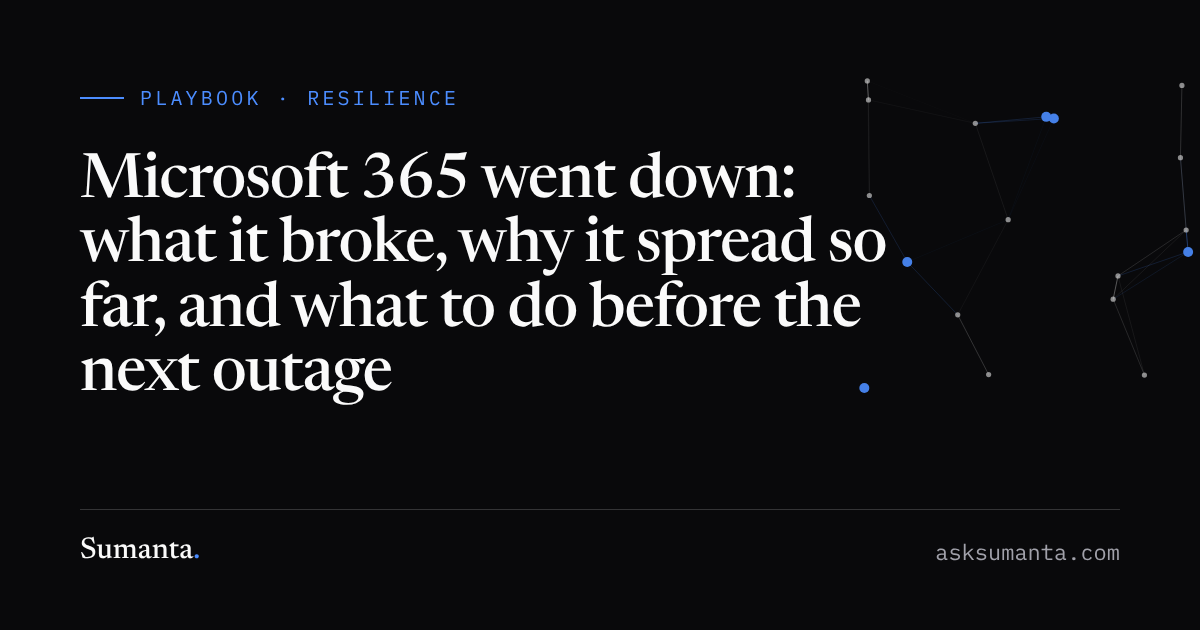 PLAYBOOK · RESILIENCE
Microsoft 365 went down:
what it broke, why it spread so
far, and what to do before the
next outage
Sumanta.
asksumanta.com